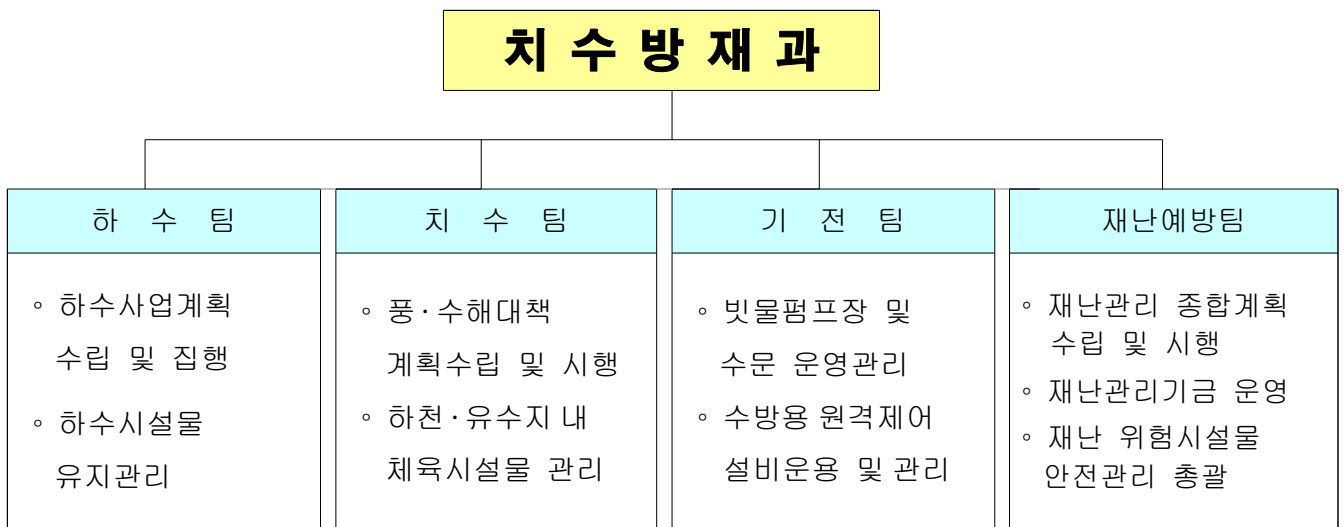 치 수 방 재 과
하 수 팀
◦ 하수사업계획
수립 및 집행
◦ 하수시설물
유지관리
치 수 팀
◦ 풍·수해대책
계획수립 및 시행
◦ 하천·유수지 내
체육시설물 관리
기 전 팀
◦ 빗물펌프장 및
수문 운영관리
◦ 수방용 원격제어
설비운용 및 관리
재난예방팀
◦ 재난관리 종합계획
수립 및 시행
◦ 재난관리기금 운영
◦ 재난 위험시설물
안전관리 총괄